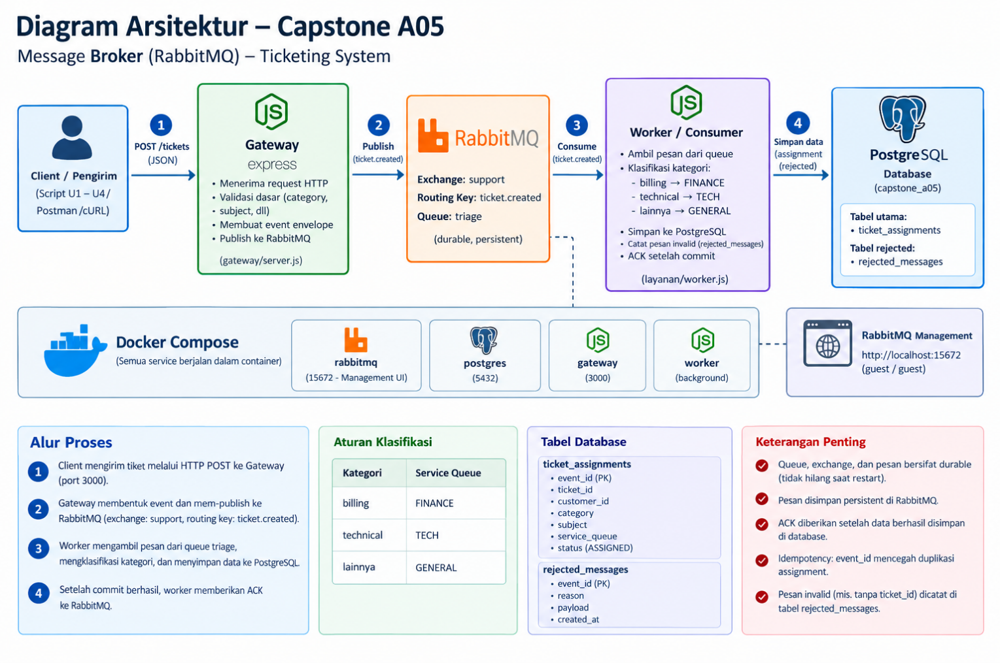 Diagram Arsitektur – Capstone A05
Message Broker (RabbitMQ) – Ticketing System
Client / Pengirim
(Script U1 – U4 /
Postman /cURL)
1
POST /tickets
(JSON)
JS
Gateway
express
• Menerima request HTTP
• Validasi dasar (category,
• subject, dll)
• Membuat event envelope
• Publish ke RabbitMQ
(gateway/server.js)
2
Publish
(ticket.created)
RabbitMQ
Exchange: support
Routing Key: ticket.created
Queue: triage
(durable, persistent)
3
Consume
(ticket.created)
JS
Worker / Consumer
• Ambil pesan dari queue
• Klasifikasi kategori:
- billing → FINANCE
- technical → TECH
- lainnya → GENERAL
• Simpan ke PostgreSQL
• Catat pesan invalid (rejected_messages)
• ACK setelah commit
(layanan/worker.js)
4
Simpan data
(assignment
(rejected)
PostgreSQL
Database
(capstone_a05)
Tabel utama:
• ticket_assignments
Tabel rejected:
• rejected_messages
Docker Compose
(Semua service berjalan dalam container)
rabbitmq
(15672 - Management UI)
postgres
(5432)
JS
gateway
(3000)
JS
worker
(background)
RabbitMQ Management
http://localhost:15672
(guest / guest)
Alur Proses
1
Client mengirim tiket melalui HTTP POST ke Gateway
(port 3000).
2
Gateway membentuk event dan mem-publish ke
RabbitMQ (exchange: support, routing key: ticket.created).
3
Worker mengambil pesan dari queue triage,
mengklasifikasi kategori, dan menyimpan data ke PostgreSQL.
4
Setelah commit berhasil, worker memberikan ACK
ke RabbitMQ.
Aturan Klasifikasi
Kategori Service Queue
billing FINANCE
technical TECH
lainnya GENERAL
Tabel Database
ticket_assignments
• event_id (PK)
• ticket_id
• customer_id
• category
• subject
• service_queue
• status (ASSIGNED)
rejected_messages
• event_id (PK)
• reason
• payload
• created_at
Keterangan Penting
Queue, exchange, dan pesan bersifat durable
(tidak hilang saat restart).
Pesan disimpan persistent di RabbitMQ.
ACK diberikan setelah data berhasil disimpan
di database.
Idempotency: event_id mencegah duplikasi
assignment.
Pesan invalid (mis. tanpa ticket_id) dicatat di
tabel rejected_messages.